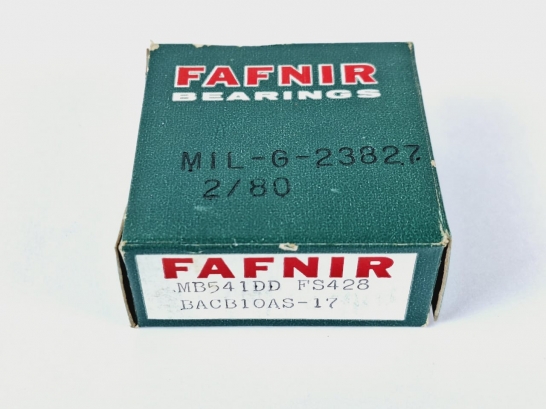 FAFNIR
BEARINGS
MIL-G-23827
2/80
FAFNIR
MB541DD FS428
BACB10AS-17